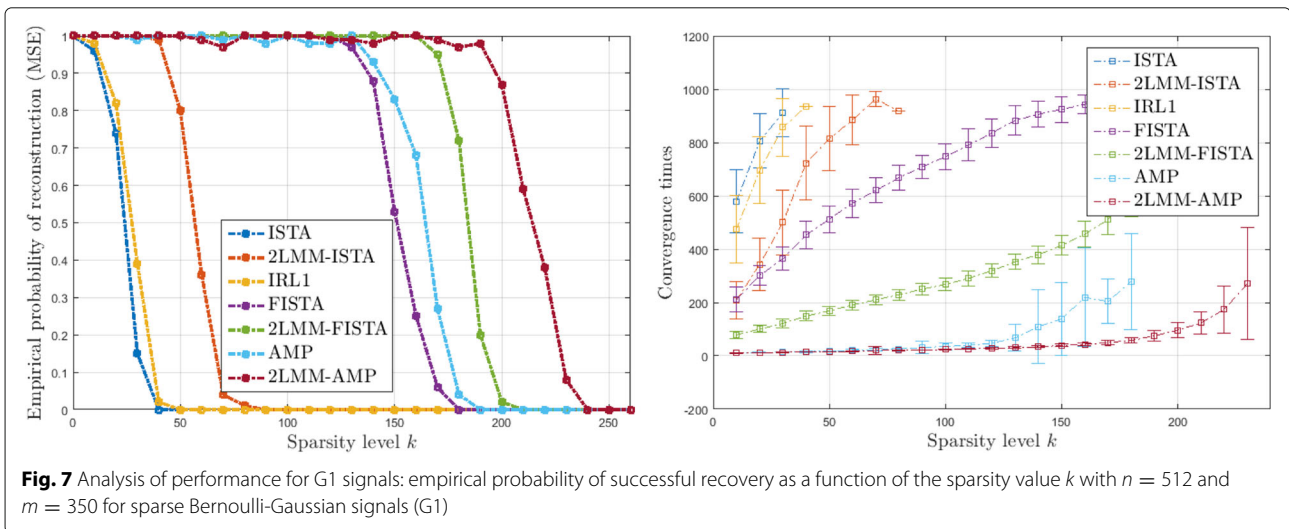 Empirical probability of reconstruction (MSE)
1
0.9
0.8
0.7
0.6
0.5
0.4
0.3
0.2
0.1
0
ISTA
2LMM-ISTA
IRL1
FISTA
2LMM-FISTA
AMP
2LMM-AMP
0 50 100 150 200 250
Sparsity level k
Convergence times
1200
1000
800
600
400
200
0
-200
ISTA
2LMM-ISTA
IRL1
FISTA
2LMM-FISTA
AMP
2LMM-AMP
0 50 100 150 200
Sparsity level k
Fig. 7 Analysis of performance for G1 signals: empirical probability of successful recovery as a function of the sparsity value k with n = 512 and
m = 350 for sparse Bernoulli-Gaussian signals (G1)